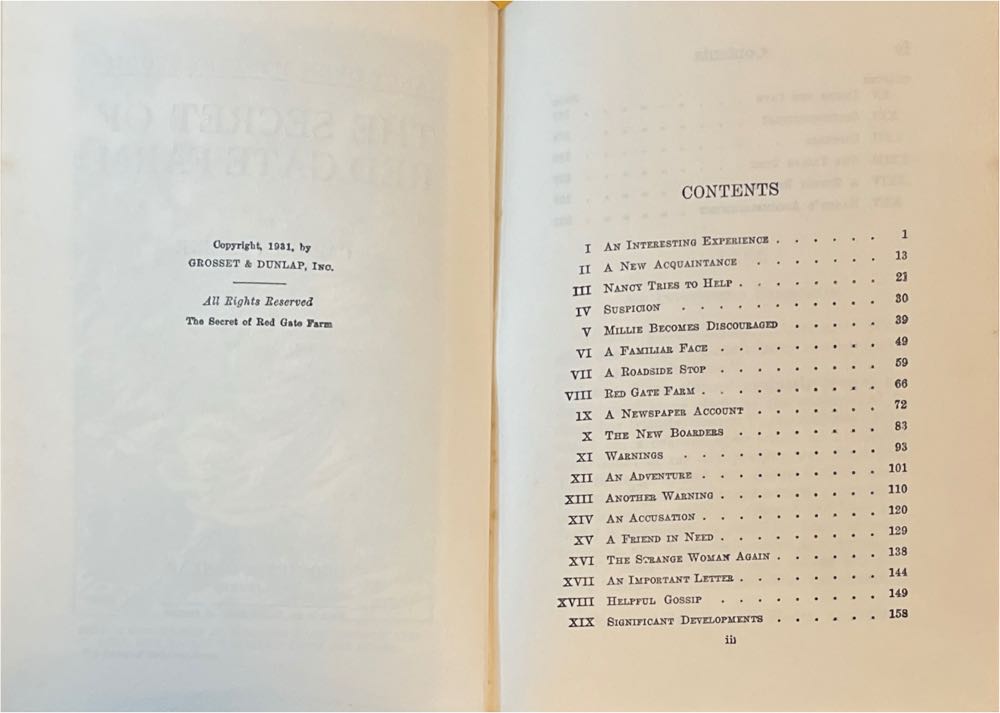 Copyright, 1931, by
GROSSET & DUNLAP, INC.
All Rights Reserved
The Secret of Red Gate Farm
CONTENTS
I AN INTERESTING EXPERIENCE . . . . . . 1
II A NEW ACQUAINTANCE . . . . . . . 13
III NANCY TRIES TO HELP . . . . . . . . 21
IV SUSPICION . . . . . . . . . . 30
V MILLIE BECOMES DISCOURAGED . . . . . 39
VI A FAMILIAR FACE . . . . . . . . . 49
VII A ROADSIDE STOP . . . . . . . . . 59
VIII RED GATE FARM . . . . . . . . . . 66
IX A NEWSPAPER ACCOUNT . . . . . . . 72
X THE NEW BOARDERS . . . . . . . . 83
XI WARNINGS . . . . . . . . . . 93
XII AN ADVENTURE . . . . . . . . . . 101
XIII ANOTHER WARNING . . . . . . . . . 110
XIV AN ACCUSATION . . . . . . . . . . 120
XV A FRIEND IN NEED . . . . . . . . . 129
XVI THE STRANGE WOMAN AGAIN . . . . . . 138
XVII AN IMPORTANT LETTER . . . . . . . . 144
XVIII HELPFUL GOSSIP . . . . . . . . . 149
XIX SIGNIFICANT DEVELOPMENTS . . . . . . 158
iii